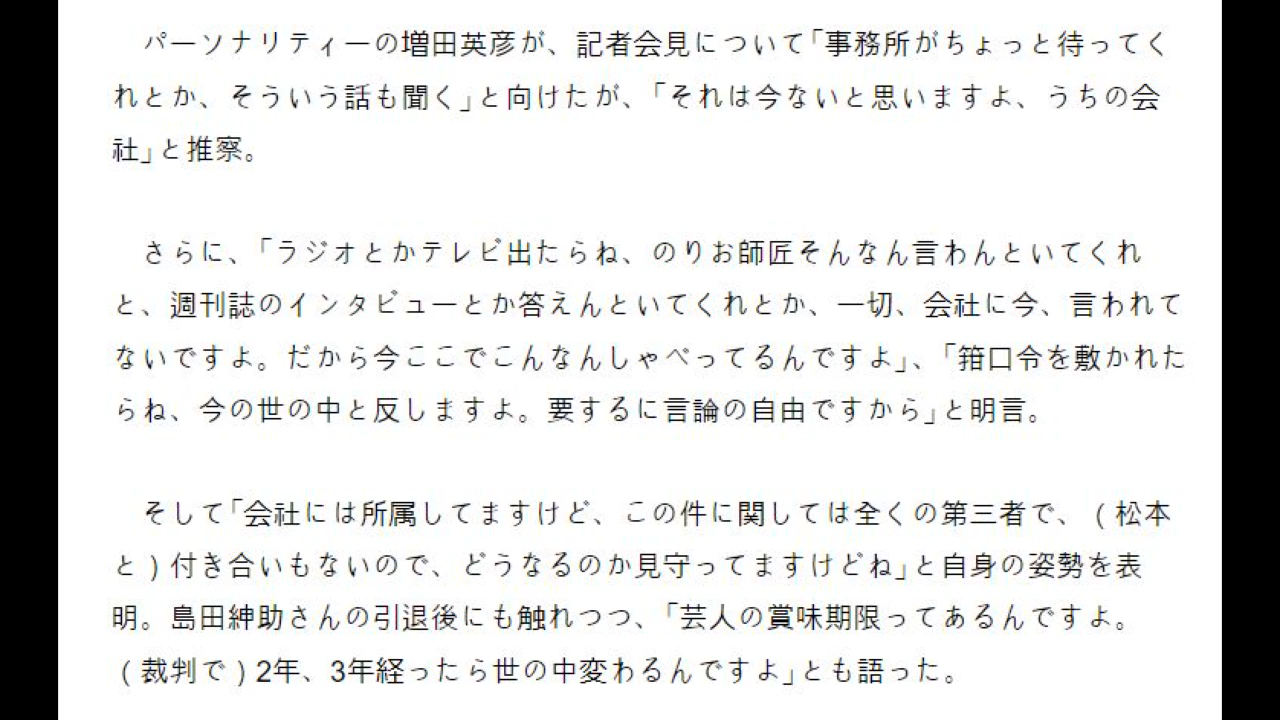 パーソナリティーの増田英彦が、記者会見について「事務所がちょっと待ってく
れとか、そういう話も聞く」と向けたが、「それは今ないと思いますよ、うちの会
社」と推察。
　さらに、「ラジオとかテレビ出たらね、のりお師匠そんなん言わんといてくれ
と、週刊誌のインタビューとか答えんといてくれとか、一切、会社に今、言われて
ないですよ。だから今ここでこんなんしゃべってるんですよ」、「箝口令を敷かれた
らね、今の世の中と反しますよ。要するに言論の自由ですから」と明言。
　そして「会社には所属してますけど、この件に関しては全くの第三者で、（松本
と）付き合いもないので、どうなるのか見守ってますけどね」と自身の姿勢を表
明。島田紳助さんの引退後にも触れつつ、「芸人の賞味期限ってあるんですよ。
（裁判で）2年、3年経ったら世の中変わるんですよ」とも語った。